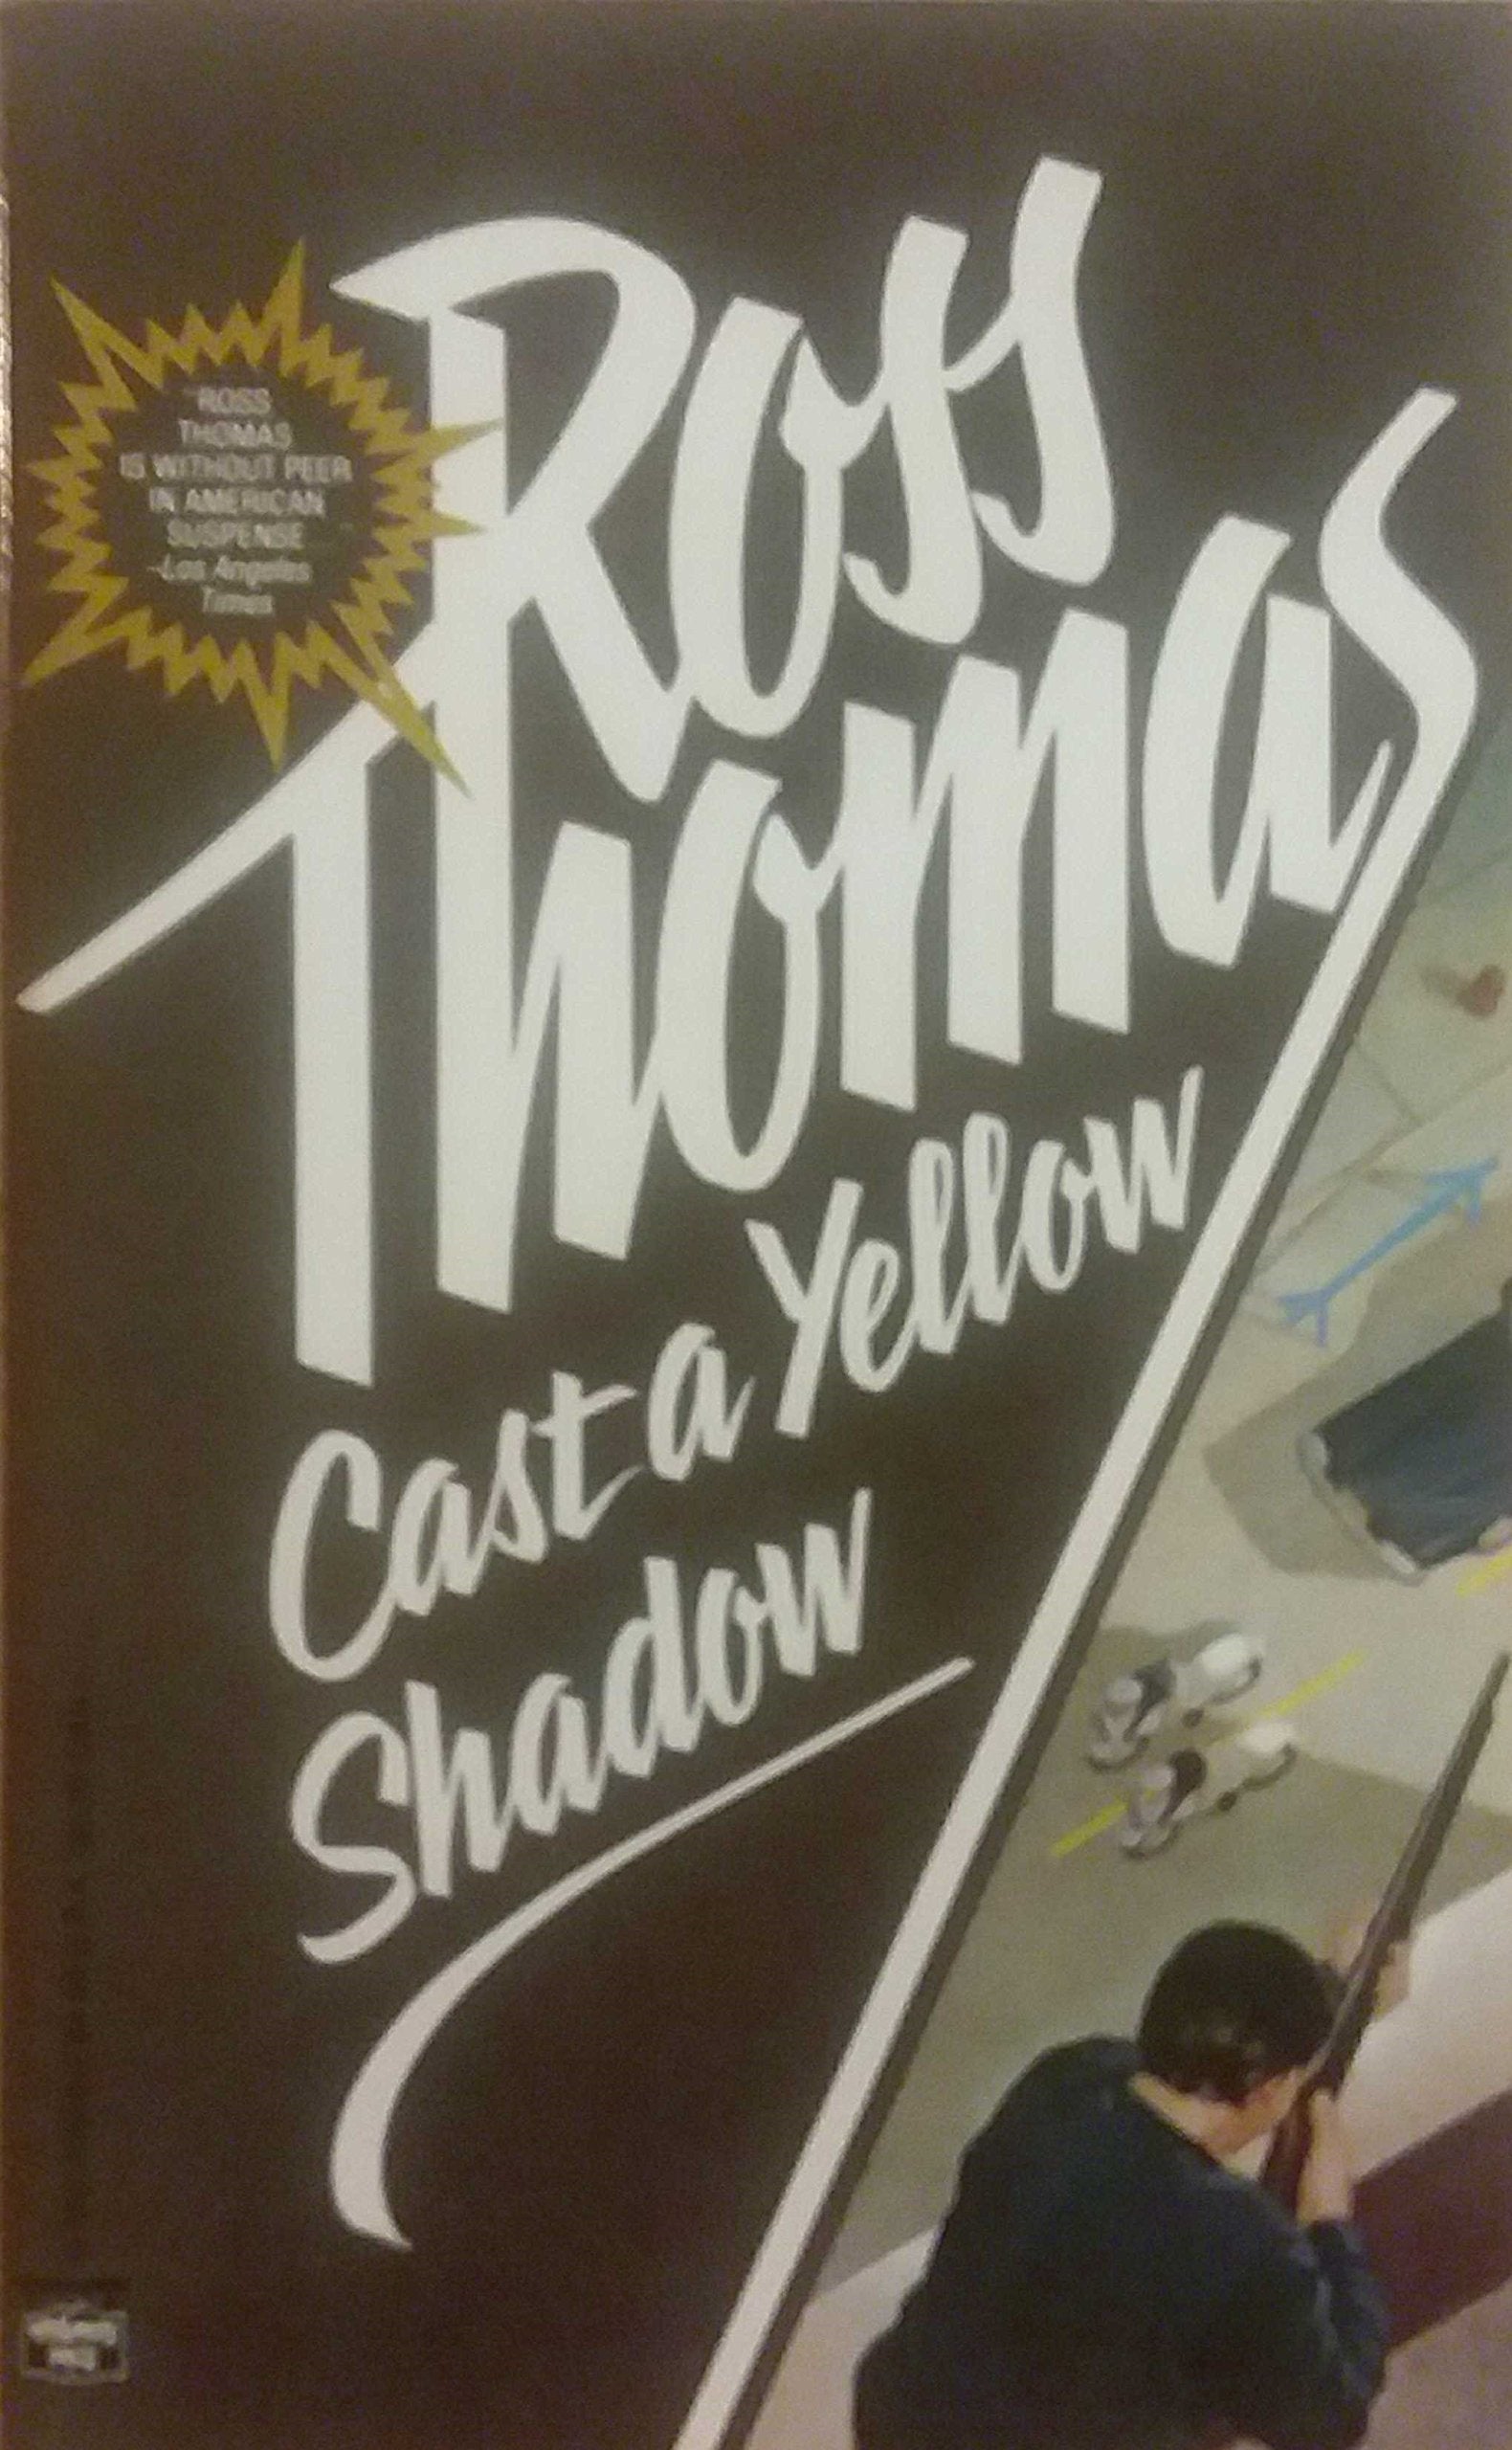 "ROSS
THOMAS
IS WITHOUT PEER
IN AMERICAN
SUSPENSE
-Los Angeles
Times
Ross
Thomas
Cast a Yellow
Shadow